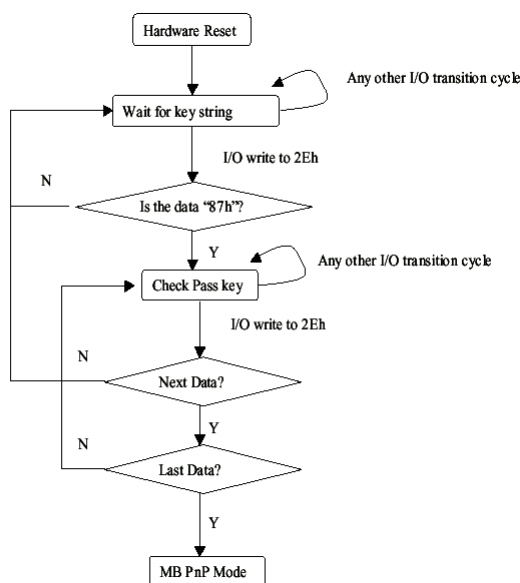 Hardware Reset
Any other I/O transition cycle
Wait for key string
I/O write to 2Eh
N
Is the data “87h”?
Y
Any other I/O transition cycle
Check Pass key
I/O write to 2Eh
N
Next Data?
Y
N
Last Data?
Y
MB PnP Mode